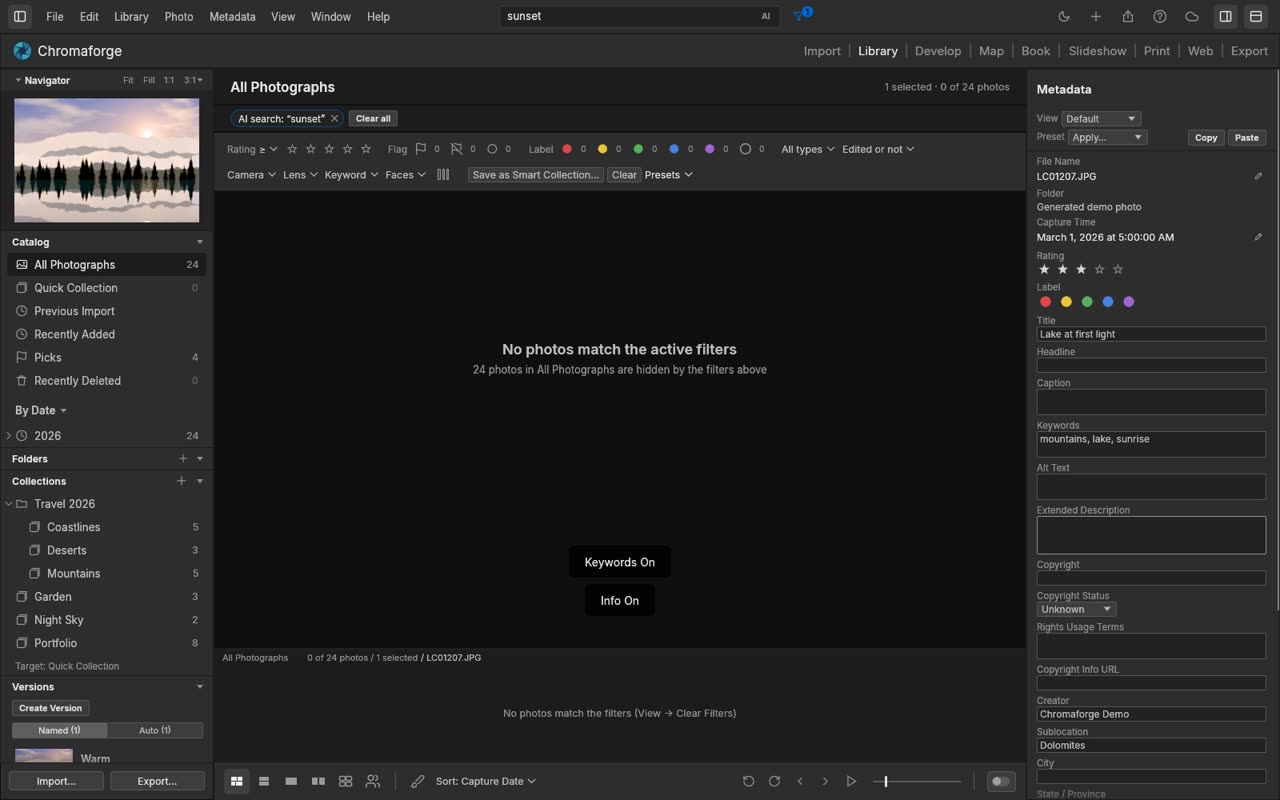 File Edit Library Photo Metadata View Window Help
sunset AI 1
Chromaforge
Import Library Develop Map Book Slideshow Print Web Export
Navigator Fit Fill 1:1 3:1
Catalog
All Photographs 24
Quick Collection 0
Previous Import
Recently Added
Picks 4
Recently Deleted 0
By Date
2026 24
Folders
Collections
Travel 2026
Coastlines 5
Deserts 3
Mountains 5
Garden 3
Night Sky 2
Portfolio 8
Target: Quick Collection
Versions
Create Version
Named (1) Auto (1)
Warm
Import... Export...
All Photographs 1 selected · 0 of 24 photos
AI search: “sunset” Clear all
Rating ≥ Flag 0 0 0 Label 0 0 0 0 0 0 All types Edited or not
Camera Lens Keyword Faces Save as Smart Collection... Clear Presets
No photos match the active filters
24 photos in All Photographs are hidden by the filters above
Keywords On
Info On
All Photographs 0 of 24 photos / 1 selected / LC01207.JPG
No photos match the filters (View → Clear Filters)
Sort: Capture Date
Metadata
View Default
Preset Apply... Copy Paste
File Name
LC01207.JPG
Folder
Generated demo photo
Capture Time
March 1, 2026 at 5:00:00 AM
Rating
Label
Title
Lake at first light
Headline
Caption
Keywords
mountains, lake, sunrise
Alt Text
Extended Description
Copyright
Copyright Status
Unknown
Rights Usage Terms
Copyright Info URL
Creator
Chromaforge Demo
Sublocation
Dolomites
City
State / Province